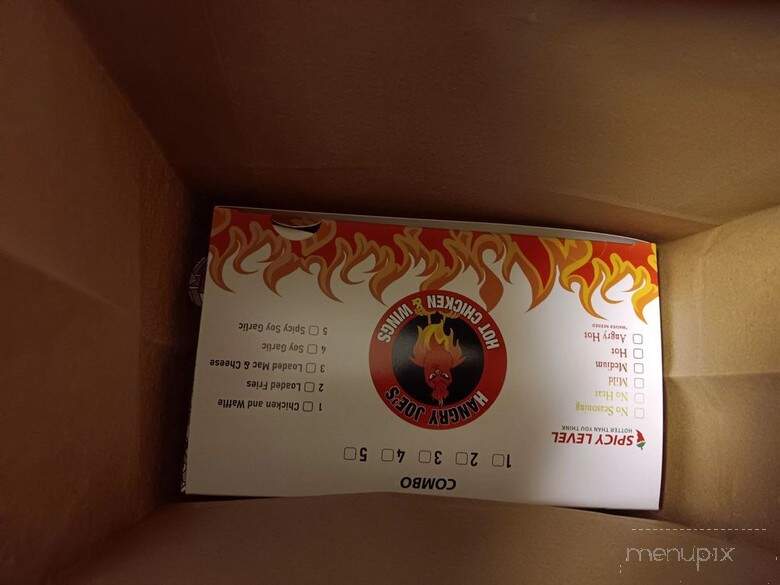 COMBO
1 2 3 4 5
SPICY LEVEL
HOTTER THAN YOU THINK
No Seasoning
No Heat
Mild
Medium
Hot
Angry Hot
*WAIVER NEEDED
HANGRY JOE'S
HOT CHICKEN & WINGS
1 Chicken and Waffle
2 Loaded Fries
3 Loaded Mac & Cheese
4 Soy Garlic
5 Spicy Soy Garlic
menupix